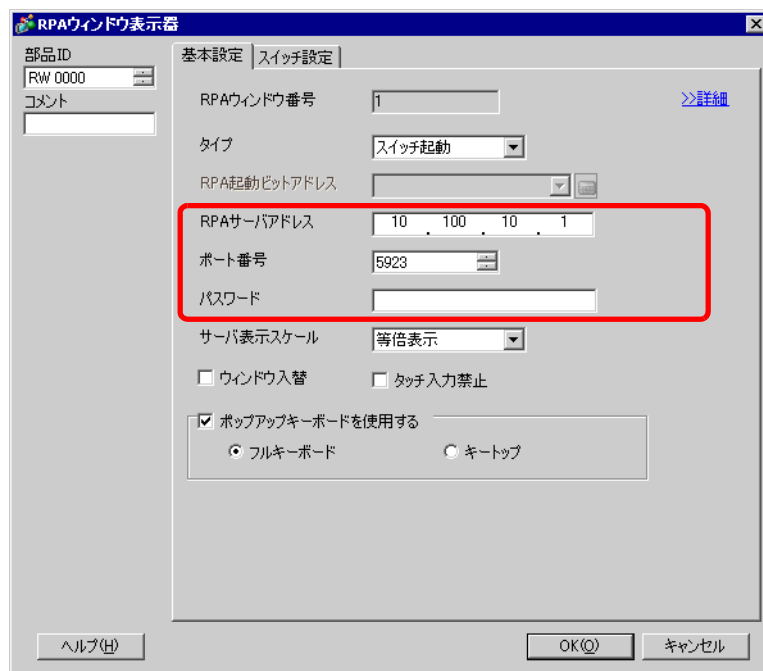 RPAウィンドウ表示器
部品ID
RW 0000
コメント
基本設定 スイッチ設定
RPAウィンドウ番号 1 >>詳細
タイプ スイッチ起動
RPA起動ビットアドレス
RPAサーバアドレス 10 . 100 . 10 . 1
ポート番号 5923
パスワード
サーバ表示スケール 等倍表示
ウィンドウ入替 タッチ入力禁止
ポップアップキーボードを使用する
フルキーボード キートップ
ヘルプ(H) OK(O) キャンセル